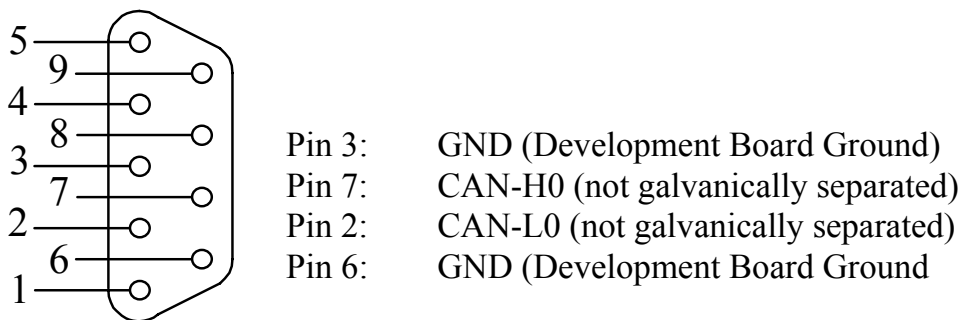 5
9
4
8
3
7
2
6
1
Pin 3: GND (Development Board Ground)
Pin 7: CAN-H0 (not galvanically separated)
Pin 2: CAN-L0 (not galvanically separated)
Pin 6: GND (Development Board Ground